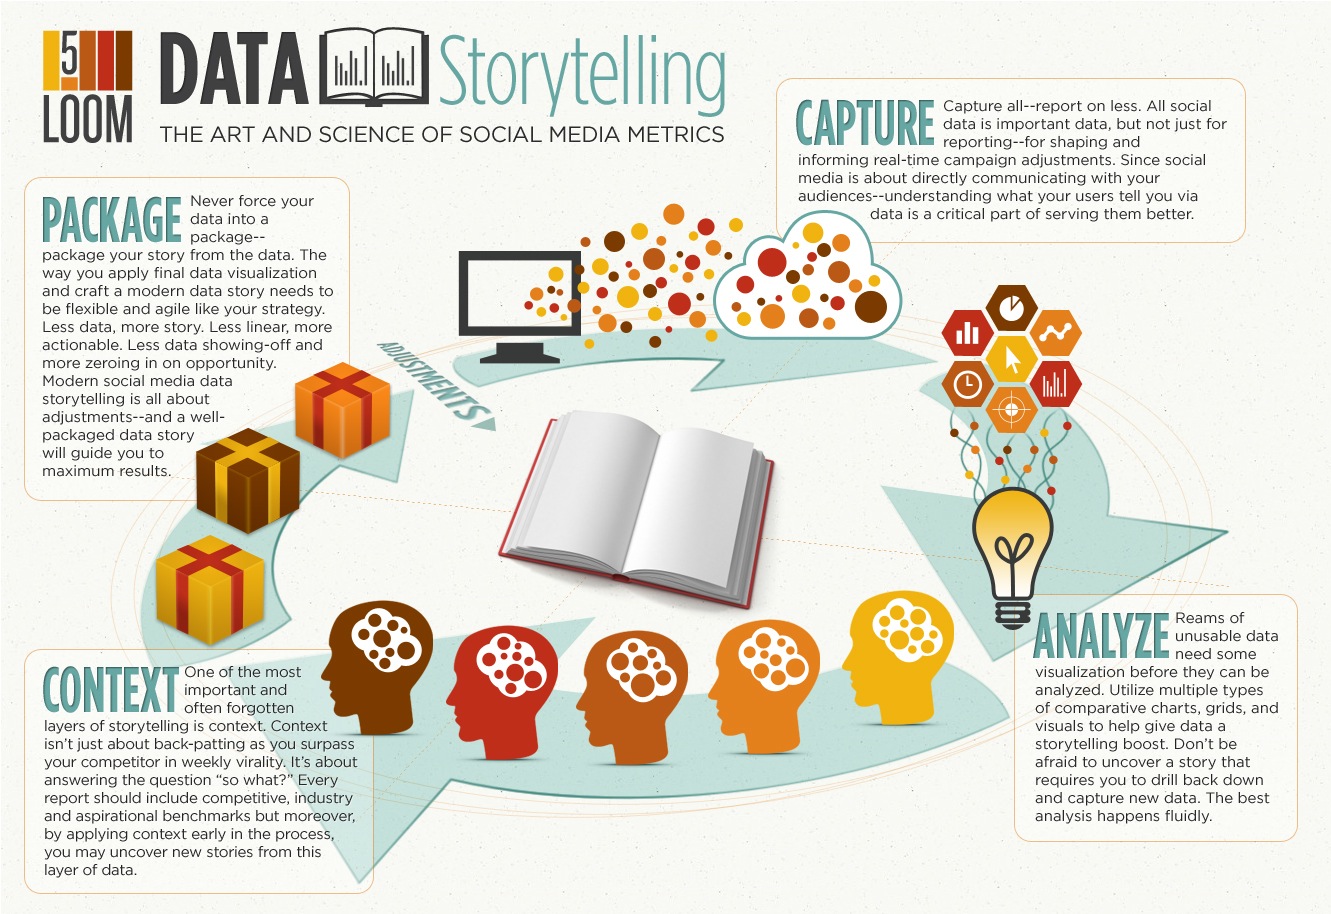 5
LOOM
DATA Storytelling
THE ART AND SCIENCE OF SOCIAL MEDIA METRICS
CAPTURE
Capture all--report on less. All social
data is important data, but not just for
reporting--for shaping and
informing real-time campaign adjustments. Since social
media is about directly communicating with your
audiences--understanding what your users tell you via
data is a critical part of serving them better.
PACKAGE
Never force your
data into a
package--
package your story from the data. The
way you apply final data visualization
and craft a modern data story needs to
be flexible and agile like your strategy.
Less data, more story. Less linear, more
actionable. Less data showing-off and
more zeroing in on opportunity.
Modern social media data
storytelling is all about
adjustments--and a well-
packaged data story
will guide you to
maximum results.
ADJUSTMENTS
ANALYZE
Reams of
unusable data
need some
visualization before they can be
analyzed. Utilize multiple types
of comparative charts, grids, and
visuals to help give data a
storytelling boost. Don't be
afraid to uncover a story that
requires you to drill back down
and capture new data. The best
analysis happens fluidly.
CONTEXT
One of the most
important and
often forgotten
layers of storytelling is context. Context
isn't just about back-patting as you surpass
your competitor in weekly virality. It's about
answering the question “so what?” Every
report should include competitive, industry
and aspirational benchmarks but moreover,
by applying context early in the process,
you may uncover new stories from this
layer of data.